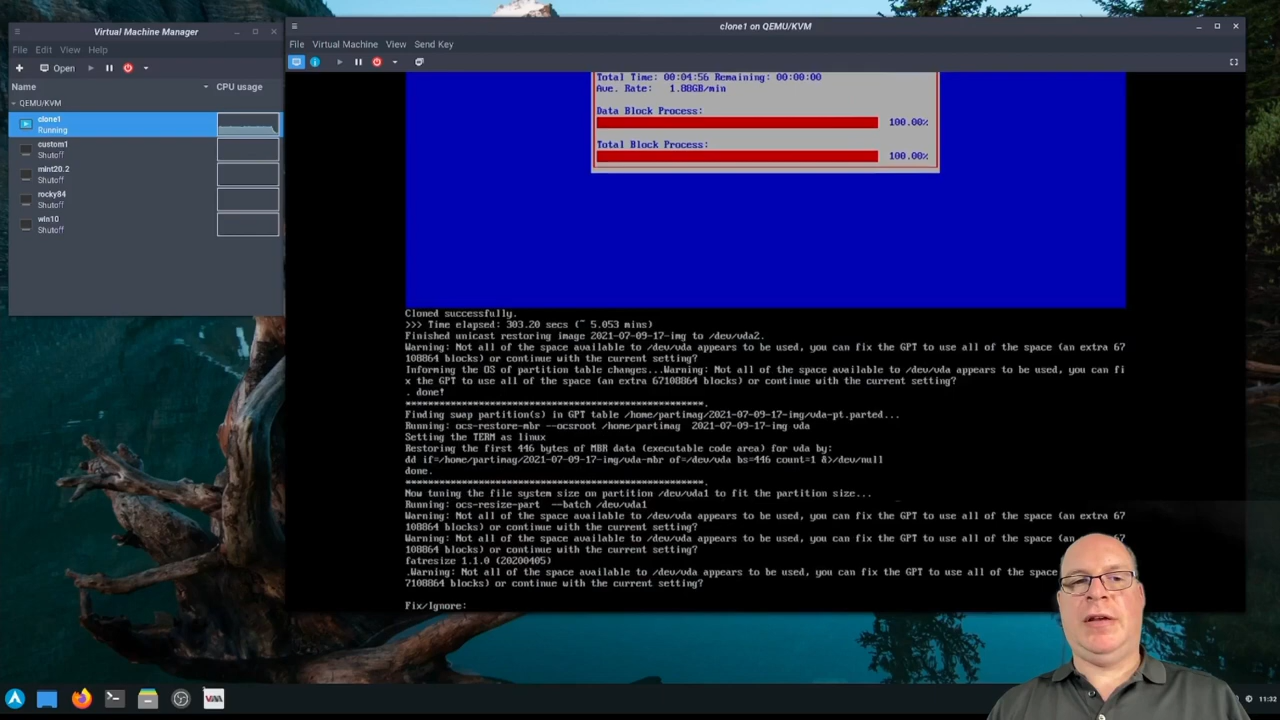 Virtual Machine Manager
File Edit View Help
Open
Name CPU usage
QEMU/KVM
clone1
Running
custom1
Shutoff
mint20.2
Shutoff
rocky84
Shutoff
win10
Shutoff
clone1 on QEMU/KVM
File Virtual Machine View Send Key
Total Time: 00:04:56 Remaining: 00:00:00
Ave. Rate: 1.88GB/min
Data Block Process:
100.00%
Total Block Process:
100.00%
Cloned successfully.
>>> Time elapsed: 303.20 secs (~ 5.053 mins)
Finished unicast restoring image 2021-07-09-17-img to /dev/vda2.
Warning: Not all of the space available to /dev/vda appears to be used, you can fix the GPT to use all of the space (an extra 67
108864 blocks) or continue with the current setting?
Informing the OS of partition table changes...Warning: Not all of the space available to /dev/vda appears to be used, you can fi
x the GPT to use all of the space (an extra 67108864 blocks) or continue with the current setting?
. done!
*****************************************************.
Finding swap partition(s) in GPT table /home/partimag/2021-07-09-17-img/vda-pt.parted...
Running: ocs-restore-mbr --ocsroot /home/partimag 2021-07-09-17-img vda
Setting the TERM as linux
Restoring the first 446 bytes of MBR data (executable code area) for vda by:
dd if=/home/partimag/2021-07-09-17-img/vda-mbr of=/dev/vda bs=446 count=1 &>/dev/null
done.
*****************************************************.
Now tuning the file system size on partition /dev/vda1 to fit the partition size...
Running: ocs-resize-part --batch /dev/vda1
Warning: Not all of the space available to /dev/vda appears to be used, you can fix the GPT to use all of the space (an extra 67
108864 blocks) or continue with the current setting?
Warning: Not all of the space available to /dev/vda appears to be used, you can fix the GPT to use all of the space (an extra 67
108864 blocks) or continue with the current setting?
fatresize 1.1.0 (20200405)
.Warning: Not all of the space available to /dev/vda appears to be used, you can fix the GPT to use all of the space
7108864 blocks) or continue with the current setting?
Fix/Ignore:
11:32